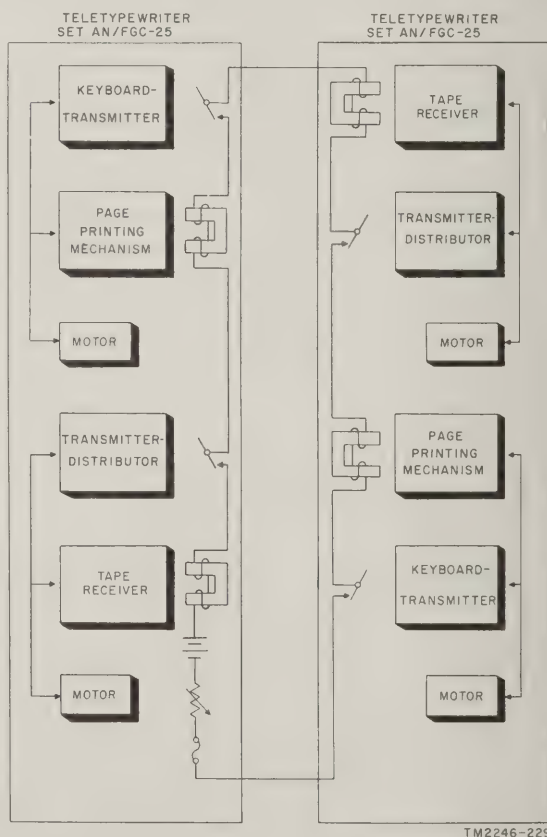 TELETYPEWRITER
SET AN/FGC-25
KEYBOARD-
TRANSMITTER
PAGE
PRINTING
MECHANISM
MOTOR
TRANSMITTER-
DISTRIBUTOR
TAPE
RECEIVER
MOTOR
TELETYPEWRITER
SET AN/FGC-25
TAPE
RECEIVER
TRANSMITTER-
DISTRIBUTOR
MOTOR
PAGE
PRINTING
MECHANISM
KEYBOARD-
TRANSMITTER
MOTOR